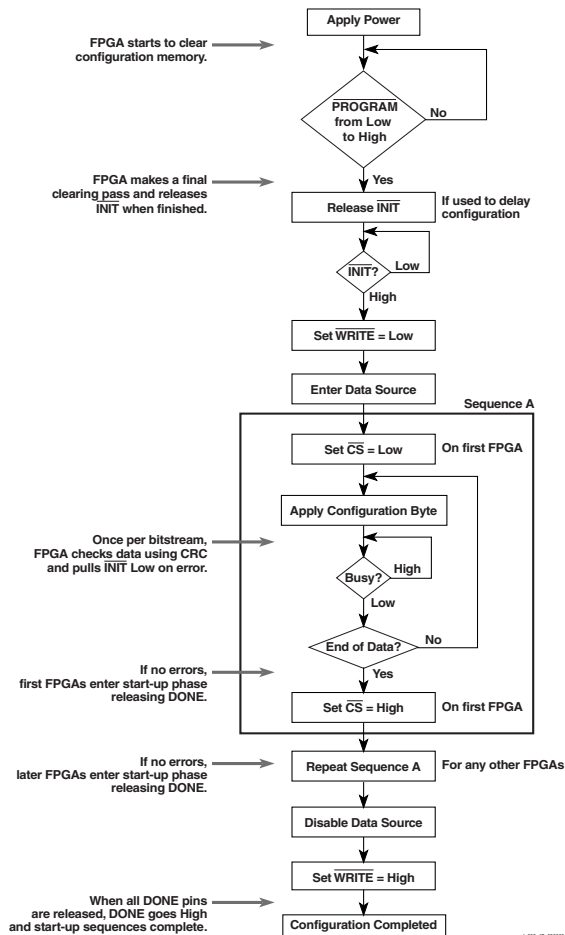 Apply Power
FPGA starts to clear
configuration memory.
PROGRAM
from Low
to High
No
Yes
FPGA makes a final
clearing pass and releases
INIT when finished.
Release INIT
If used to delay
configuration
INIT?
Low
High
Set WRITE = Low
Enter Data Source
Sequence A
Set CS = Low
On first FPGA
Apply Configuration Byte
Once per bitstream,
FPGA checks data using CRC
and pulls INIT Low on error.
High
Busy?
Low
End of Data?
No
Yes
If no errors,
first FPGAs enter start-up phase
releasing DONE.
Set CS = High
On first FPGA
If no errors,
later FPGAs enter start-up phase
releasing DONE.
Repeat Sequence A
For any other FPGAs
Disable Data Source
Set WRITE = High
When all DONE pins
are released, DONE goes High
and start-up sequences complete.
Configuration Completed